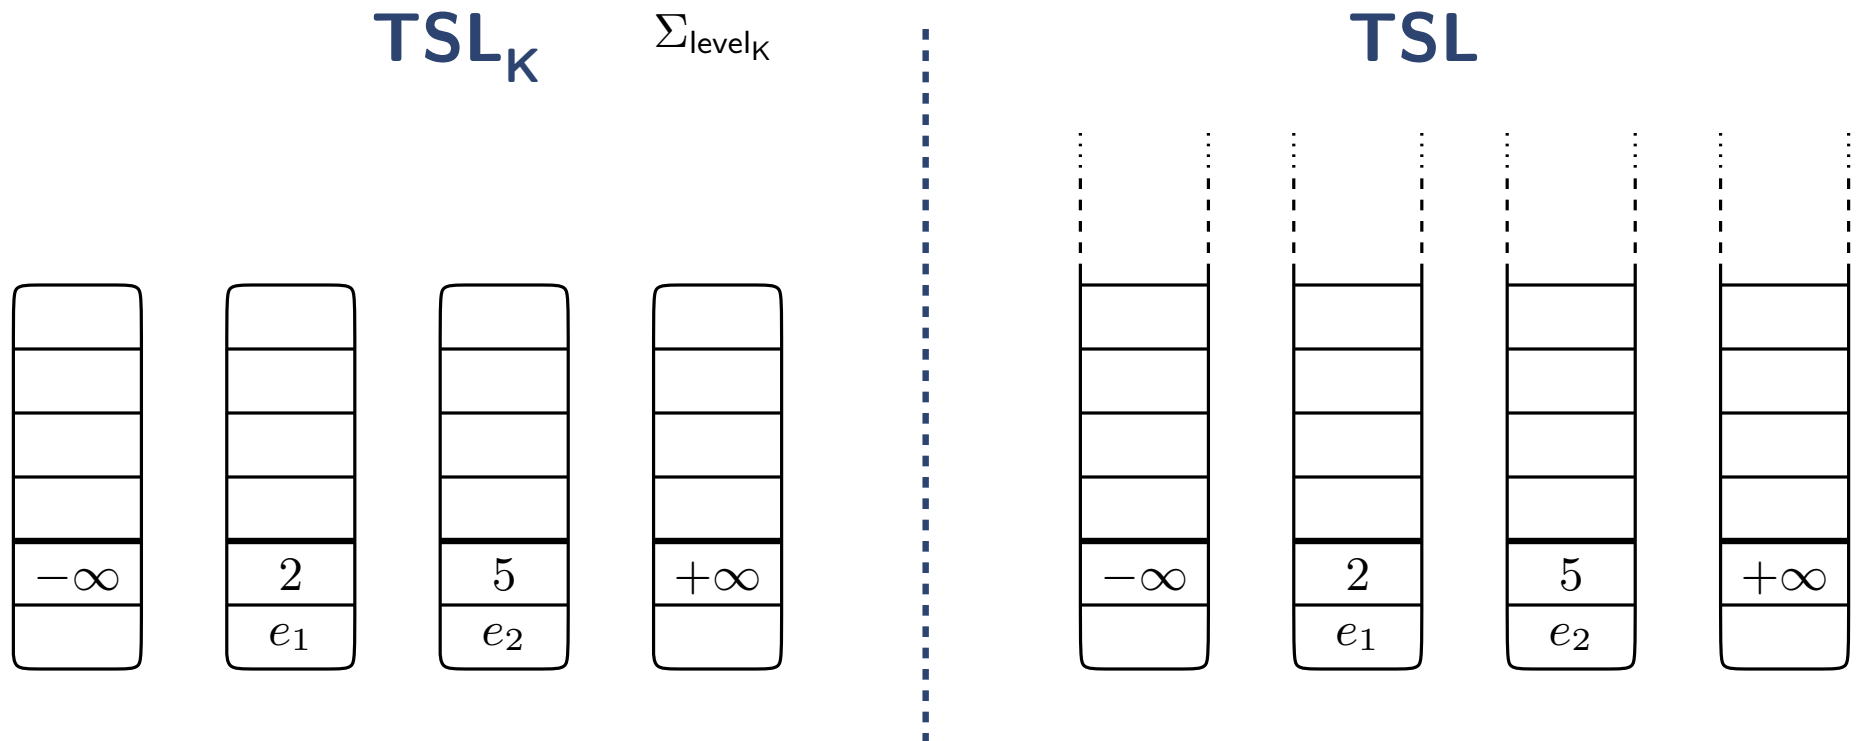 TSL_K Σ_level_K TSL
−∞ 2 5 +∞ −∞ 2 5 +∞
e₁ e₂ e₁ e₂